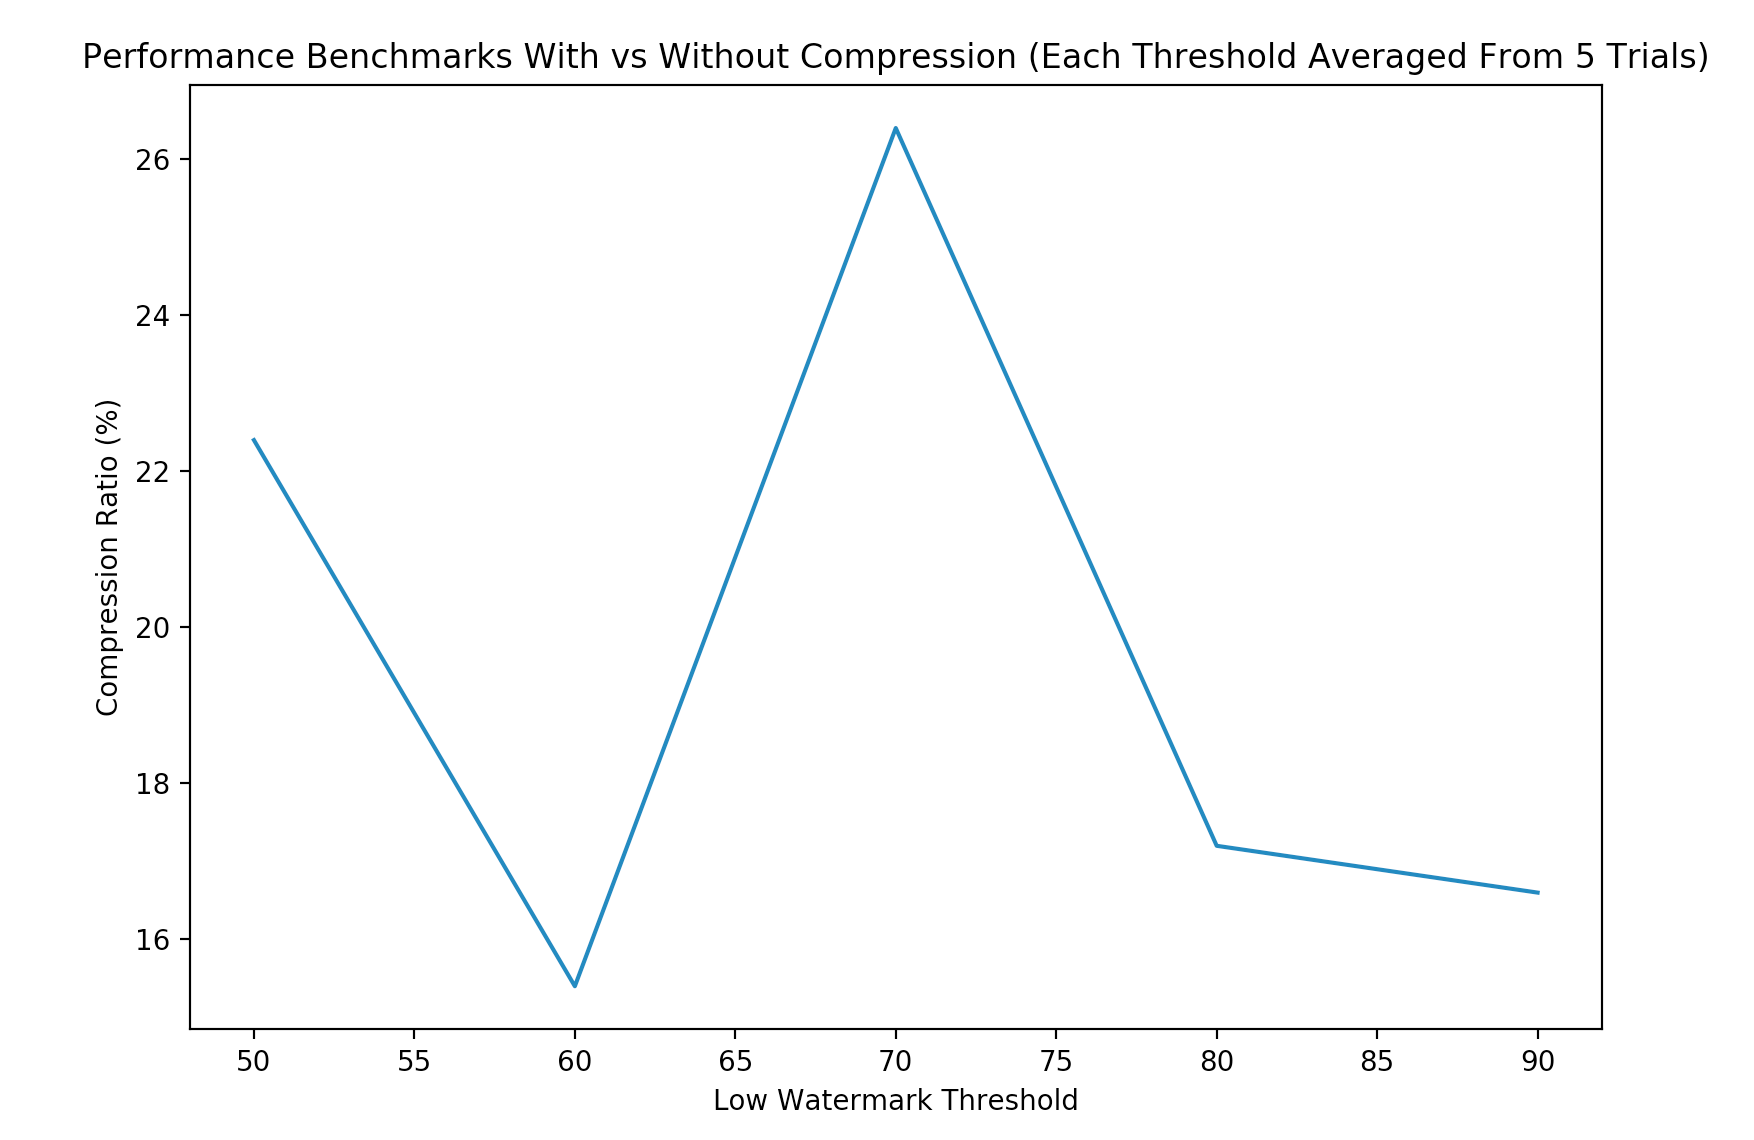 Performance Benchmarks With vs Without Compression (Each Threshold Averaged From 5 Trials)
26
24
22
20
18
16
Compression Ratio (%)
50 55 60 65 70 75 80 85 90
Low Watermark Threshold